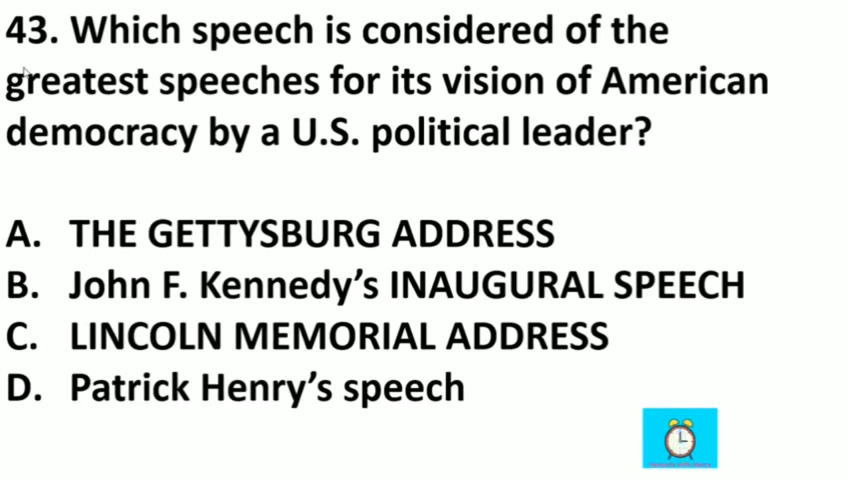 43. Which speech is considered of the
greatest speeches for its vision of American
democracy by a U.S. political leader?
A. THE GETTYSBURG ADDRESS
B. John F. Kennedy’s INAUGURAL SPEECH
C. LINCOLN MEMORIAL ADDRESS
D. Patrick Henry’s speech